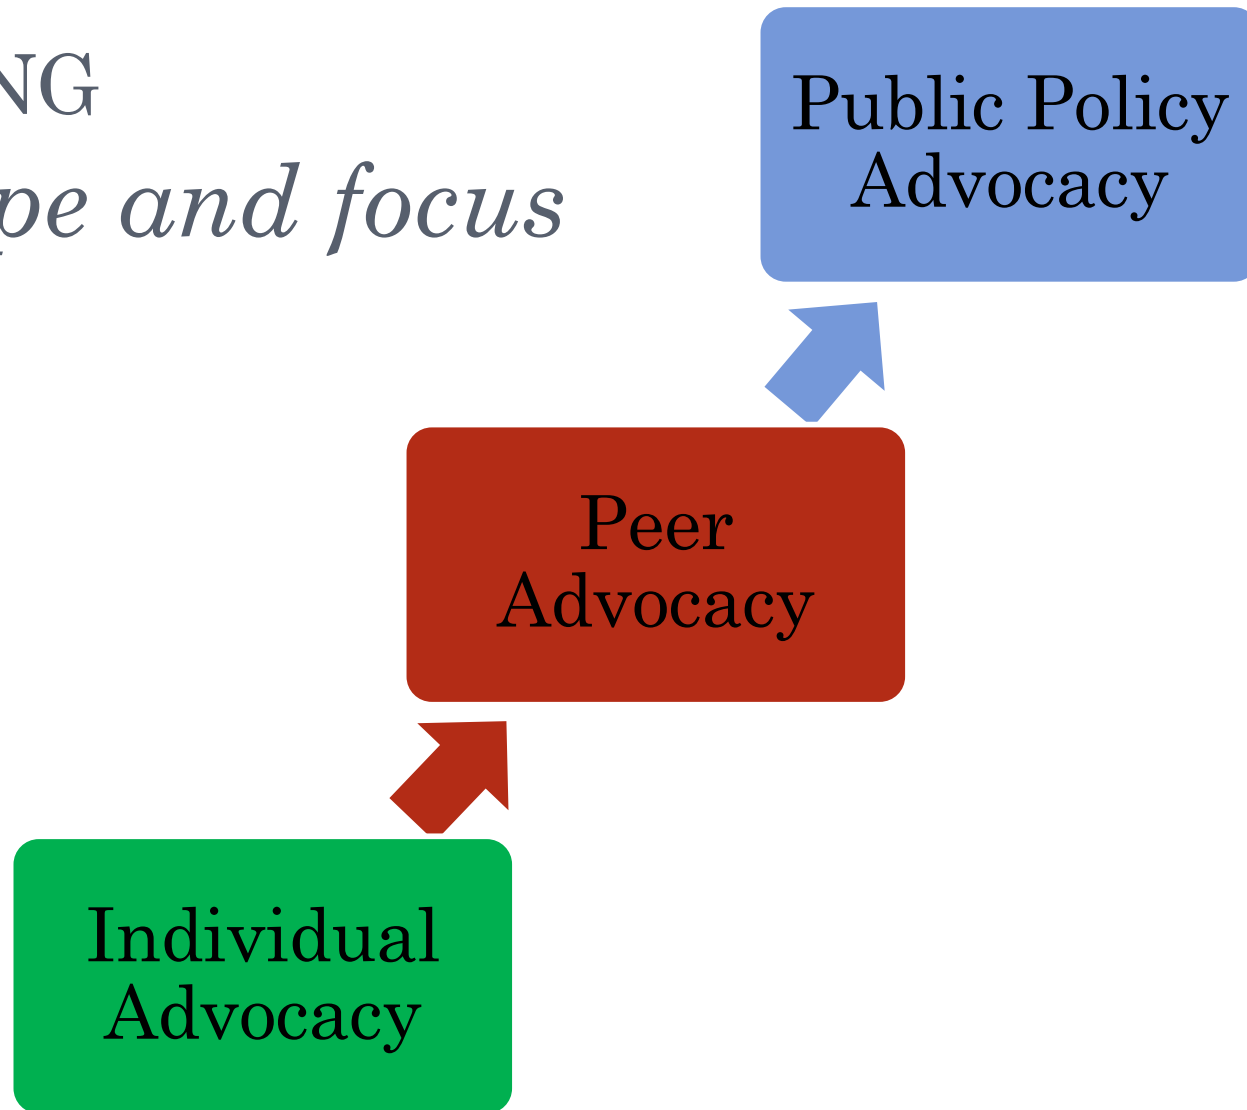 NG
pe and focus
Public Policy
Advocacy
Peer
Advocacy
Individual
Advocacy